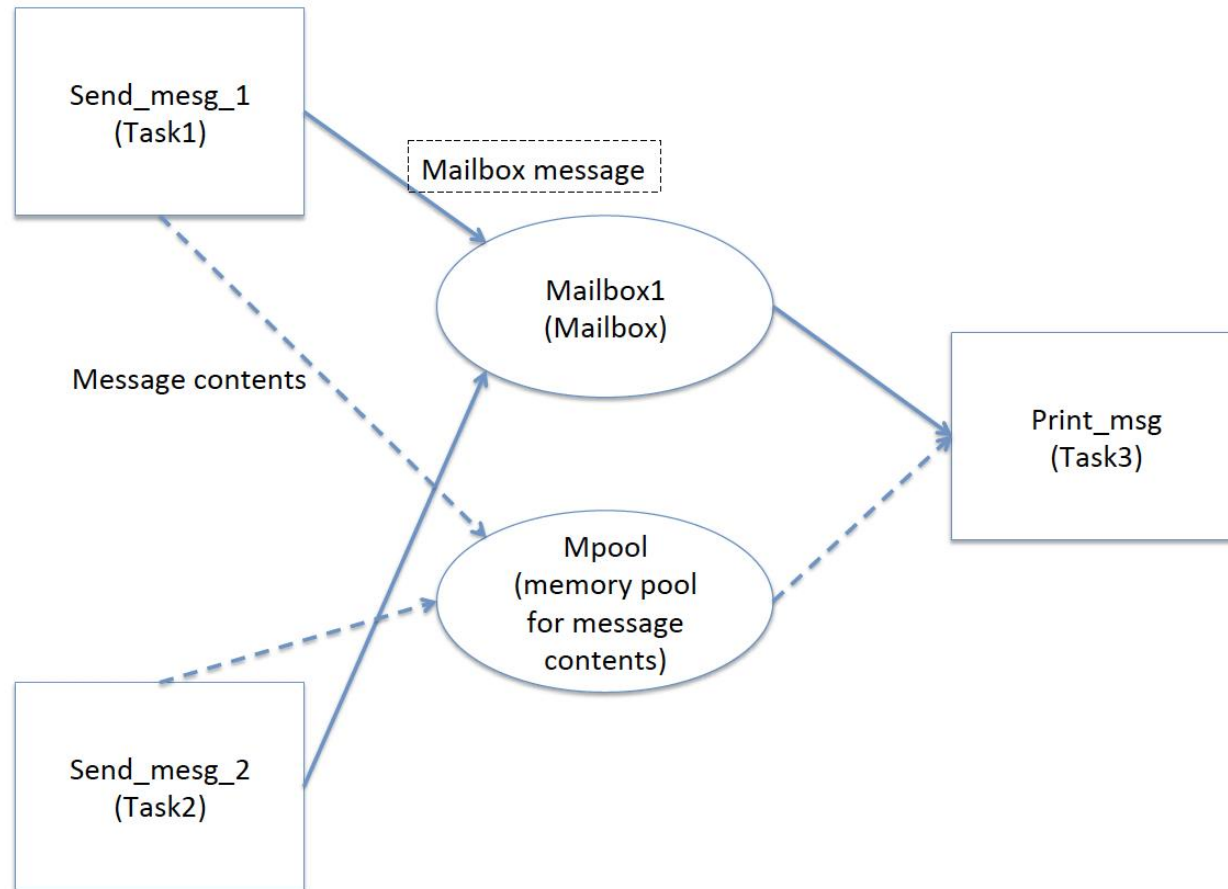 Send_mesg_1
(Task1)
Mailbox message
Mailbox1
(Mailbox)
Message contents
Print_msg
(Task3)
Mpool
(memory pool
for message
contents)
Send_mesg_2
(Task2)